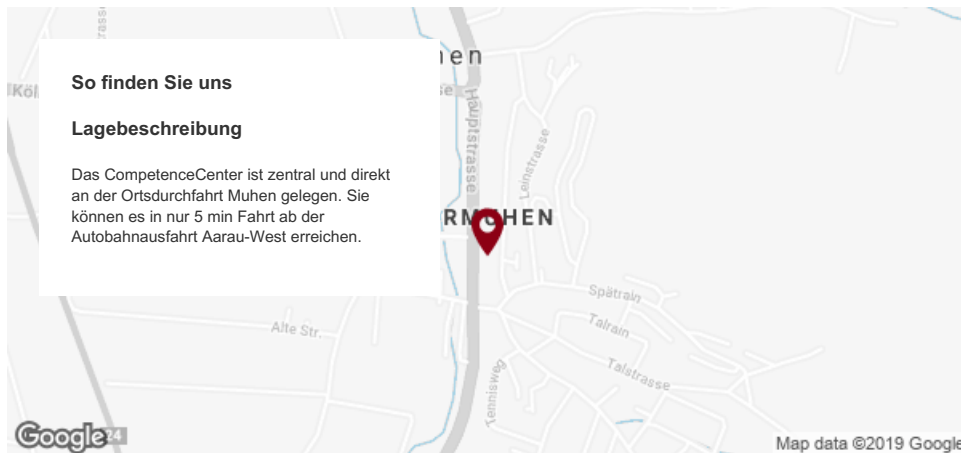 So finden Sie uns
Lagebeschreibung
Das CompetenceCenter ist zentral und direkt
an der Ortsdurchfahrt Muhen gelegen. Sie
können es in nur 5 min Fahrt ab der
Autobahnausfahrt Aarau-West erreichen.
Hauptstrasse
Leinstrasse
Spätrain
Talrain
Talstrasse
Alte Str.
Tennisweg
Google
24
Map data ©2019 Google